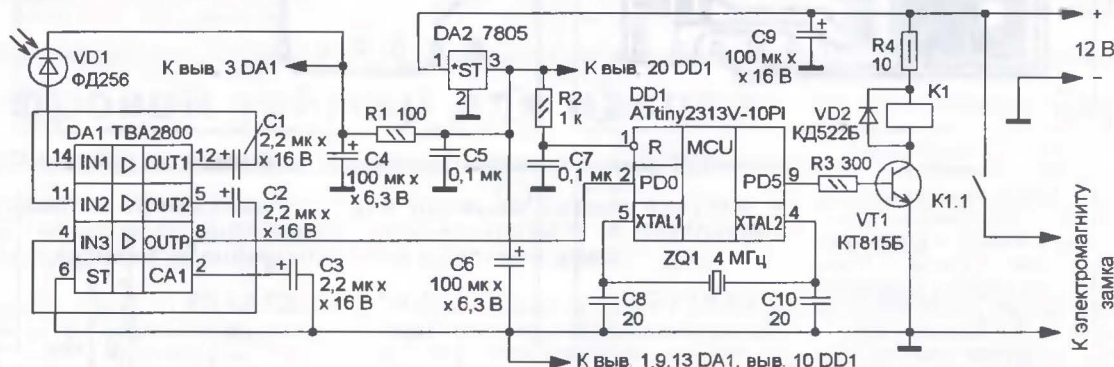 VD1
ФД256
К выв. 3 DA1
DA1 TBA2800
C1
2,2 мк х
х 16 В
14 IN1 OUT1 12
11 IN2 OUT2 5
4 IN3 OUTP 8
6 ST CA1 2
C2
2,2 мк х
х 16 В
C3
2,2 мк х
х 16 В
R1 100
C4
100 мк х
х 6,3 В
C5
0,1 мк
C6
100 мк х
х 6,3 В
DA2 7805
1 *ST 3
2
К выв. 20 DD1
R2
1 к
C7
0,1 мк
DD1
ATtiny2313V-10PI
1 R MCU
2 PD0 PD5 9
5 XTAL1 XTAL2 4
ZQ1 4 МГц
C8
20
C10
20
C9
100 мк х
х 16 В
R3 300
VD2
КД522Б
VT1
КТ815Б
R4
10
K1
K1.1
+
12 В
−
К электромагниту
замка
К выв. 1,9,13 DA1, выв. 10 DD1